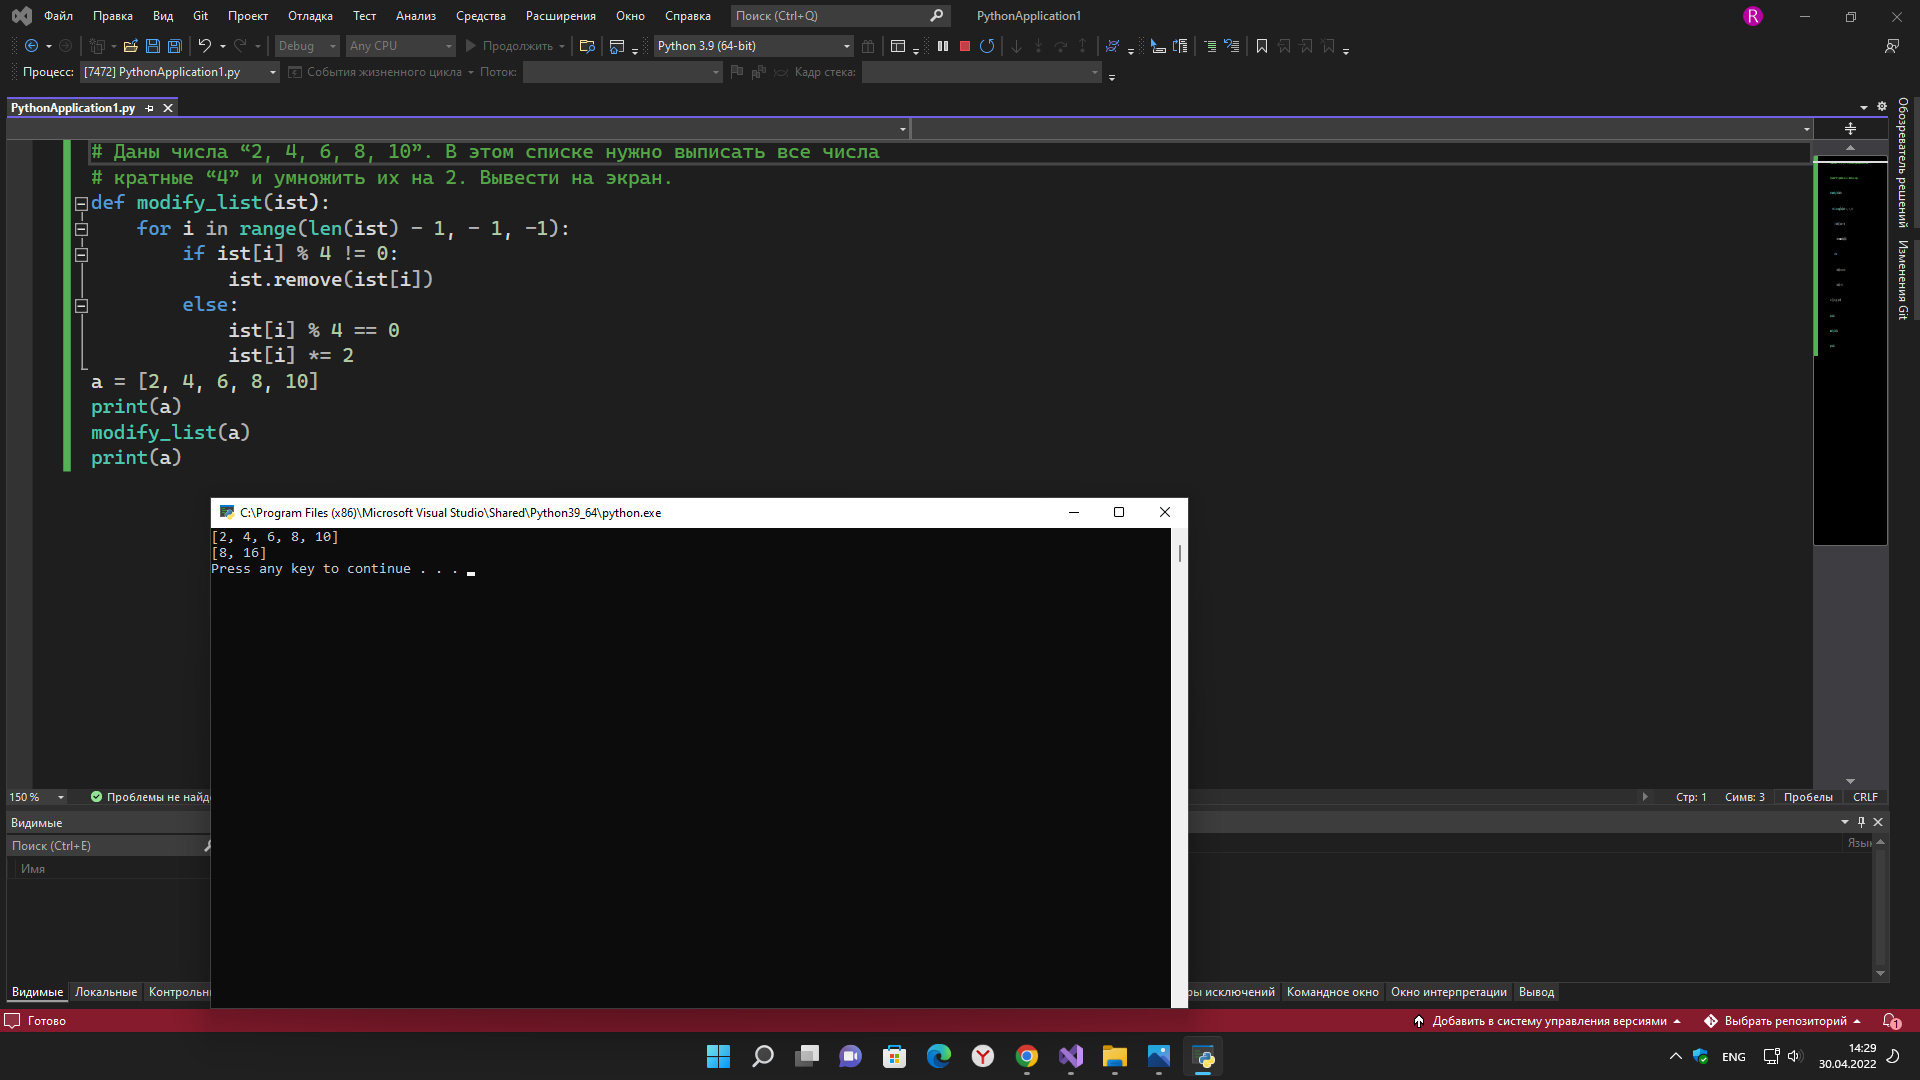 Файл Правка Вид Git Проект Отладка Тест Анализ Средства Расширения Окно Справка Поиск (Ctrl+Q) PythonApplication1 R
Debug Any CPU Продолжить Python 3.9 (64-bit)
Процесс: [7472] PythonApplication1.py События жизненного цикла Поток: Кадр стека:
PythonApplication1.py
Обозреватель решений
Изменения Git
# Даны числа “2, 4, 6, 8, 10”. В этом списке нужно выписать все числа
# кратные “4” и умножить их на 2. Вывести на экран.
def modify_list(ist):
    for i in range(len(ist) - 1, - 1, -1):
        if ist[i] % 4 != 0:
            ist.remove(ist[i])
        else:
            ist[i] % 4 == 0
            ist[i] *= 2
a = [2, 4, 6, 8, 10]
print(a)
modify_list(a)
print(a)
C:\Program Files (x86)\Microsoft Visual Studio\Shared\Python39_64\python.exe
[2, 4, 6, 8, 10]
[8, 16]
Press any key to continue . . .
150 % Проблемы не найд Стр: 1 Симв: 3 Пробелы CRLF
Видимые
Поиск (Ctrl+E)
Имя
Язык
Видимые Локальные Контрольн ры исключений Командное окно Окно интерпретации Вывод
Готово Добавить в систему управления версиями Выбрать репозиторий 1
ENG 14:29
30.04.2022